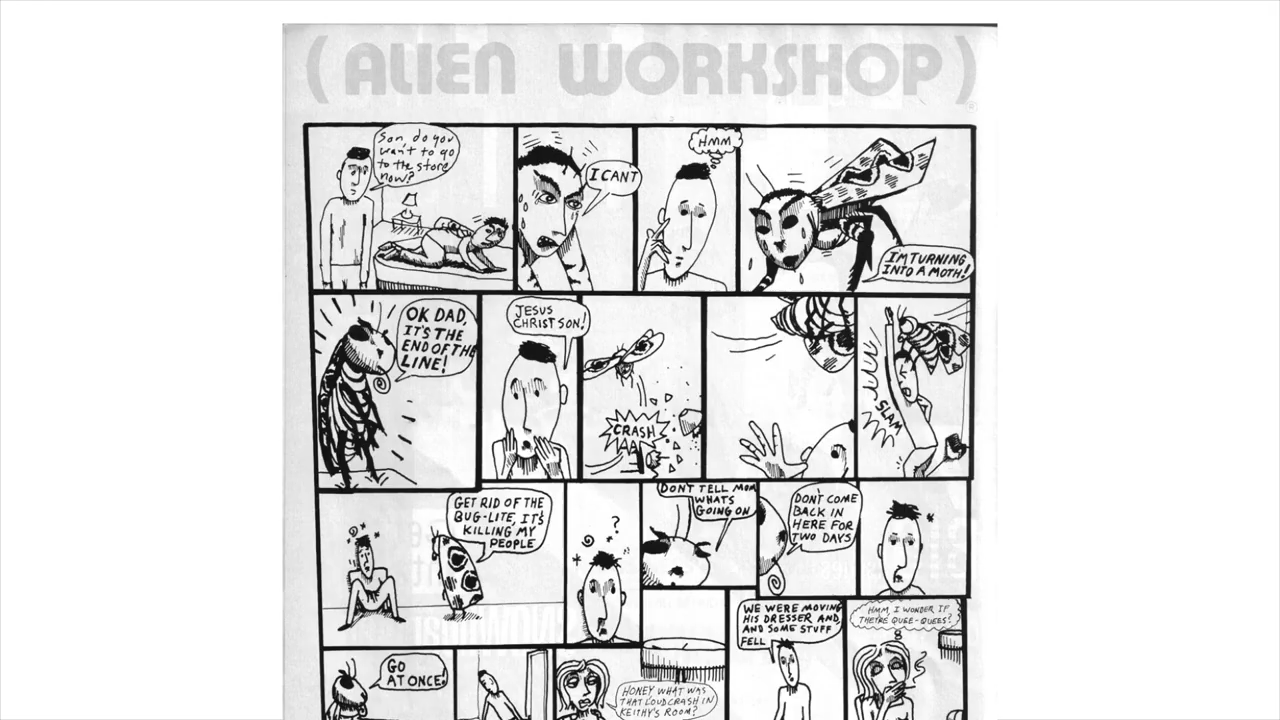 (ALIEN WORKSHOP)
Son, do you
want to go
to the store
now?
I CANT
HMM
I'M TURNING
INTO A MOTH!
OK DAD,
IT'S THE
END OF THE
LINE!
JESUS
CHRIST SON!
CRASH
SLAM
GET RID OF THE
BUG-LITE, IT'S
KILLING MY
PEOPLE
?
DON'T TELL MOM
WHATS
GOING ON
DON'T COME
BACK IN
HERE FOR
TWO DAYS
GO
AT ONCE!
HONEY WHAT WAS
THAT LOUD CRASH IN
KEITHY'S ROOM?
WE WERE MOVING
HIS DRESSER AND,
AND SOME STUFF
FELL
HMM, I WONDER IF
THEY'RE QUEE-QUEES?